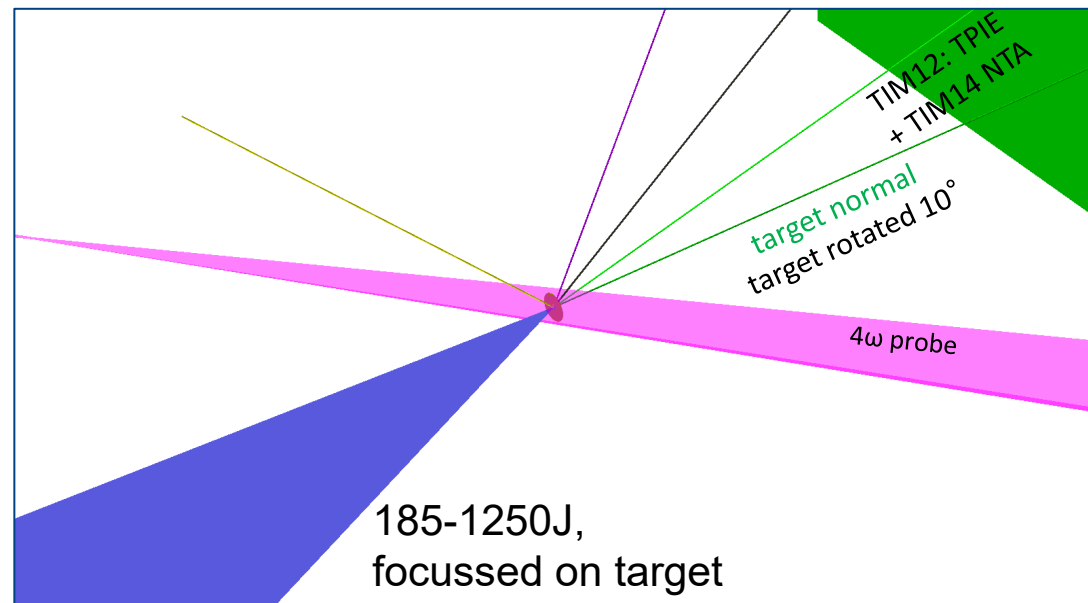 TIM12: TPIE
+ TIM14 NTA
target normal
target rotated 10°
4ω probe
185-1250J,
focussed on target